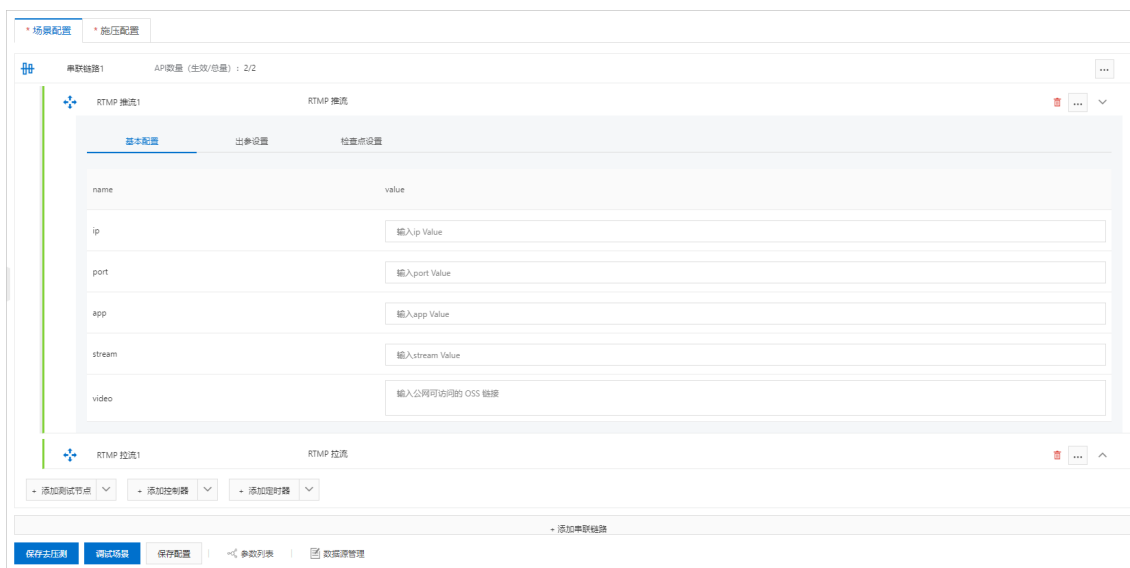 * 场景配置 * 施压配置
串联链路1 API数量（生效/总量）: 2/2 ...
RTMP 推流1 RTMP 推流 ...
基本配置 出参设置 检查点设置
name value
ip 输入ip Value
port 输入port Value
app 输入app Value
stream 输入stream Value
video 输入公网可访问的 OSS 链接
RTMP 拉流1 RTMP 拉流 ...
+ 添加测试节点 + 添加控制器 + 添加定时器
+ 添加串联链路
保存去压测 调试场景 保存配置 参数列表 数据源管理